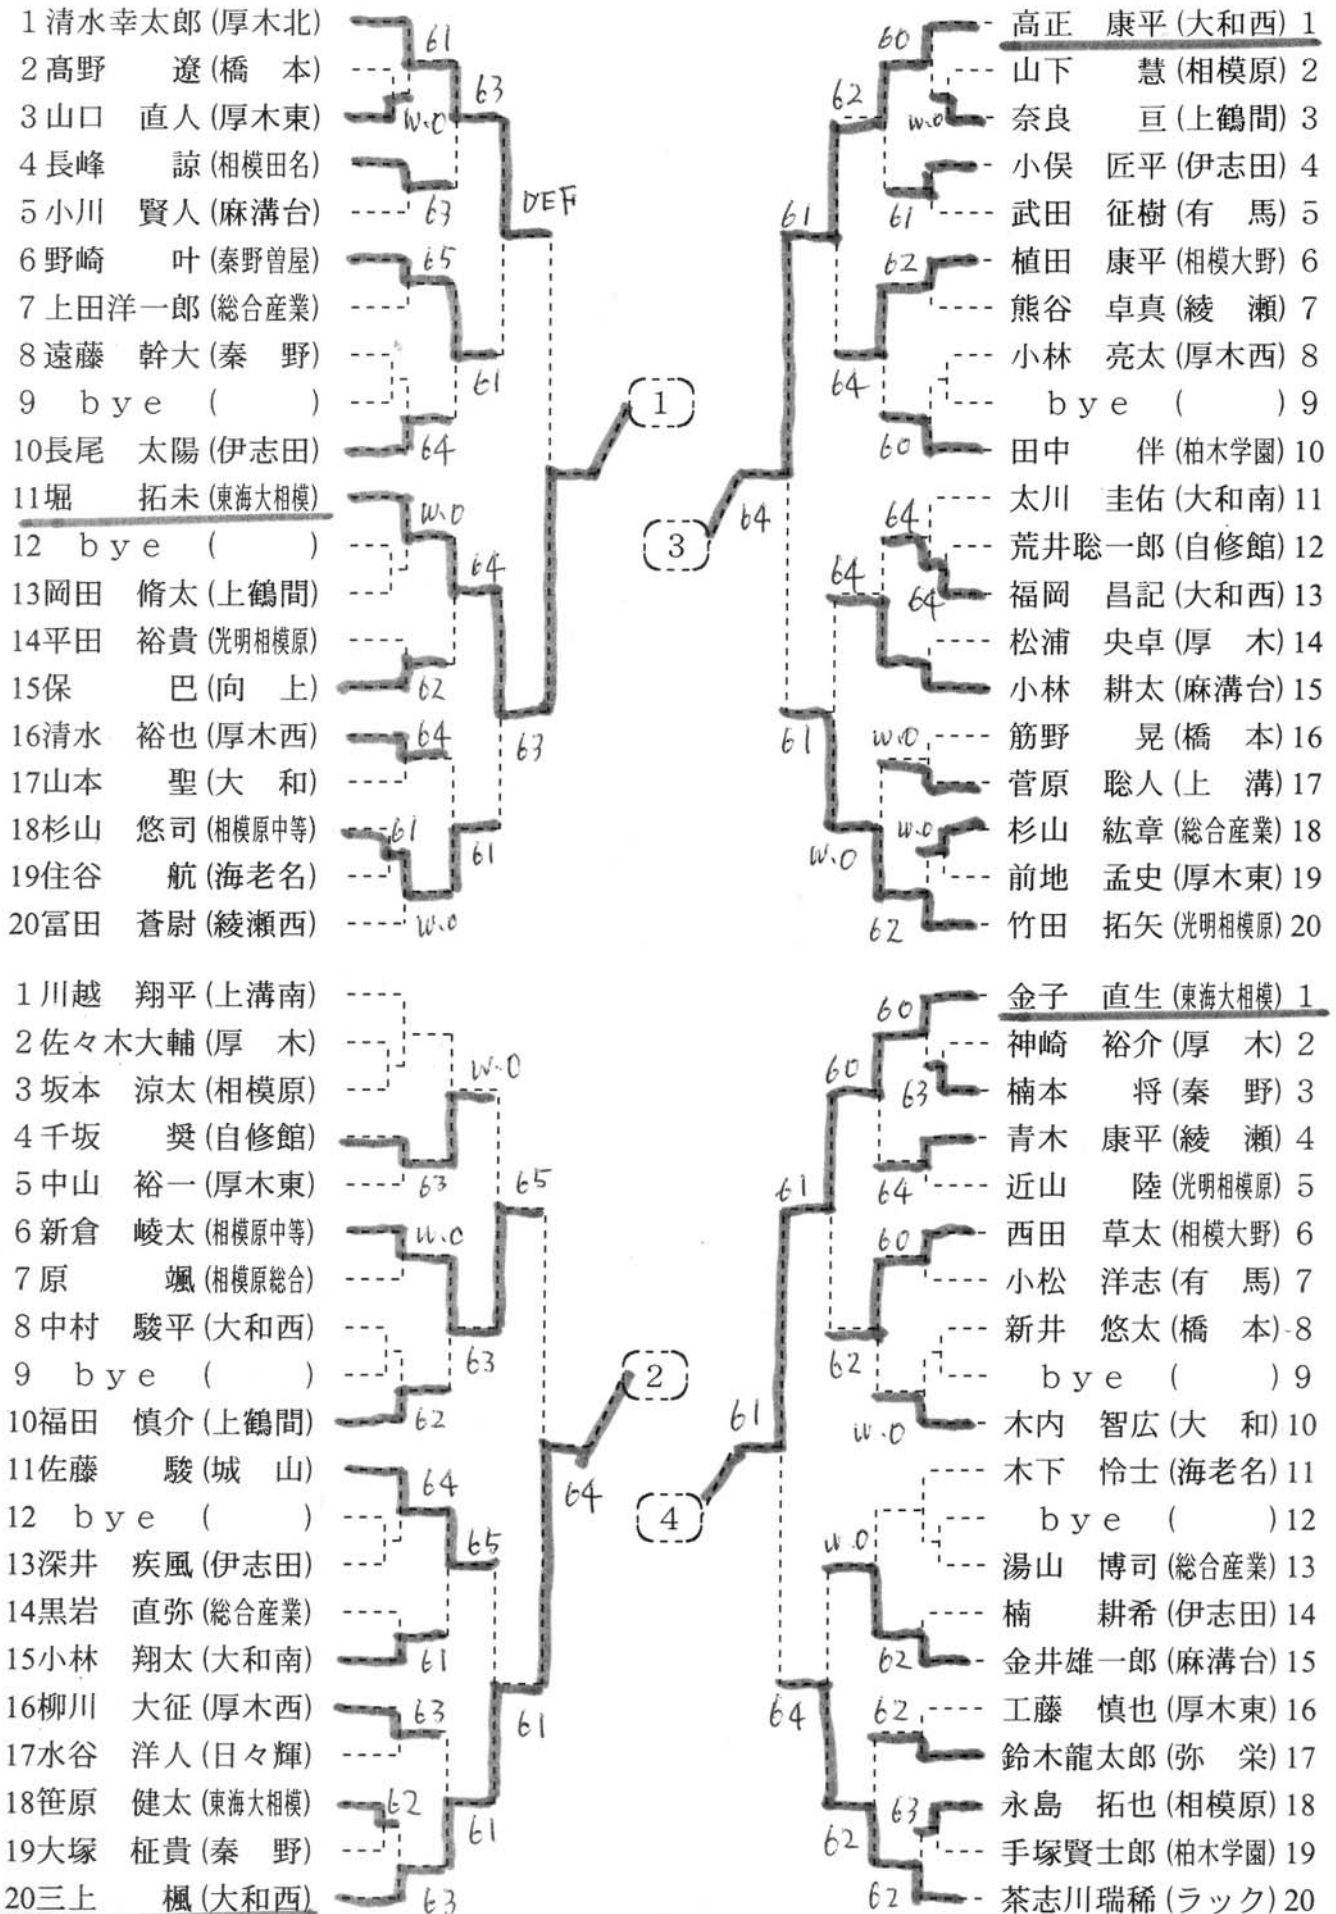 1 清水幸太郎 (厚木北)
2 髙野　遼 (橋　本)
3 山口　直人 (厚木東)
4 長峰　諒 (相模田名)
5 小川　賢人 (麻溝台)
6 野崎　叶 (秦野曽屋)
7 上田洋一郎 (総合産業)
8 遠藤　幹大 (秦　野)
9 bye (　)
10 長尾　太陽 (伊志田)
11 堀　拓未 (東海大相模)
12 bye (　)
13 岡田　脩太 (上鶴間)
14 平田　裕貴 (光明相模原)
15 保　巴 (向　上)
16 清水　裕也 (厚木西)
17 山本　聖 (大　和)
18 杉山　悠司 (相模原中等)
19 住谷　航 (海老名)
20 冨田　蒼尉 (綾瀬西)
61
W.O
63
63
DEF
65
61
64
W.O
64
62
63
64
61
61
W.O
1
高正　康平 (大和西) 1
山下　慧 (相模原) 2
奈良　亘 (上鶴間) 3
小俣　匠平 (伊志田) 4
武田　征樹 (有　馬) 5
植田　康平 (相模大野) 6
熊谷　卓真 (綾　瀬) 7
小林　亮太 (厚木西) 8
bye (　) 9
田中　伴 (柏木学園) 10
太川　圭佑 (大和南) 11
荒井聡一郎 (自修館) 12
福岡　昌記 (大和西) 13
松浦　央卓 (厚　木) 14
小林　耕太 (麻溝台) 15
筋野　晃 (橋　本) 16
菅原　聡人 (上　溝) 17
杉山　紘章 (総合産業) 18
前地　孟史 (厚木東) 19
竹田　拓矢 (光明相模原) 20
60
62
W.O
61
61
62
64
60
64
64
64
64
61
W.O
W.O
W.O
62
3
1 川越　翔平 (上溝南)
2 佐々木大輔 (厚　木)
3 坂本　涼太 (相模原)
4 千坂　奨 (自修館)
5 中山　裕一 (厚木東)
6 新倉　崚太 (相模原中等)
7 原　颯 (相模原総合)
8 中村　駿平 (大和西)
9 bye (　)
10 福田　慎介 (上鶴間)
11 佐藤　駿 (城　山)
12 bye (　)
13 深井　疾風 (伊志田)
14 黒岩　直弥 (総合産業)
15 小林　翔太 (大和南)
16 柳川　大征 (厚木西)
17 水谷　洋人 (日々輝)
18 笹原　健太 (東海大相模)
19 大塚　柾貴 (秦　野)
20 三上　楓 (大和西)
W.O
63
65
W.O
63
62
64
64
65
61
61
63
62
61
63
2
金子　直生 (東海大相模) 1
神崎　裕介 (厚　木) 2
楠本　将 (秦　野) 3
青木　康平 (綾　瀬) 4
近山　陸 (光明相模原) 5
西田　草太 (相模大野) 6
小松　洋志 (有　馬) 7
新井　悠太 (橋　本) 8
bye (　) 9
木内　智広 (大　和) 10
木下　怜士 (海老名) 11
bye (　) 12
湯山　博司 (総合産業) 13
楠　耕希 (伊志田) 14
金井雄一郎 (麻溝台) 15
工藤　慎也 (厚木東) 16
鈴木龍太郎 (弥　栄) 17
永島　拓也 (相模原) 18
手塚賢士郎 (柏木学園) 19
茶志川瑞稀 (ラック) 20
60
60
63
64
61
60
62
W.O
61
W.O
62
64
62
63
62
62
4